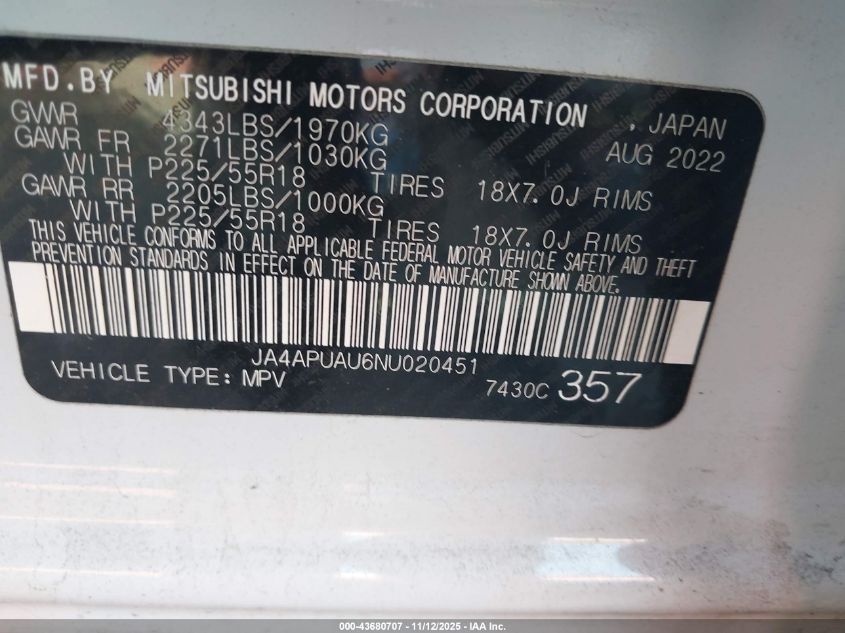 MFD.BY MITSUBISHI MOTORS CORPORATION , JAPAN
GVWR 4343LBS/1970KG AUG 2022
GAWR FR 2271LBS/1030KG
WITH P225/55R18 TIRES 18X7.0J RIMS
GAWR RR 2205LBS/1000KG
WITH P225/55R18 TIRES 18X7.0J RIMS
THIS VEHICLE CONFORMS TO ALL APPLICABLE FEDERAL MOTOR VEHICLE SAFETY AND THEFT
PREVENTION STANDARDS IN EFFECT ON THE DATE OF MANUFACTURE SHOWN ABOVE.
JA4APUAU6NU020451
VEHICLE TYPE: MPV 7430C 357
000-43680707 - 11/12/2025 - IAA Inc.